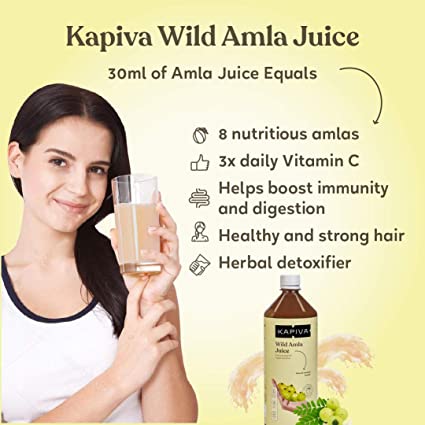 Kapiva Wild Amla Juice
30ml of Amla Juice Equals
8 nutritious amlas
3x daily Vitamin C
Helps boost immunity
and digestion
Healthy and strong hair
Herbal detoxifier
KAPIVA
Wild Amla
Juice